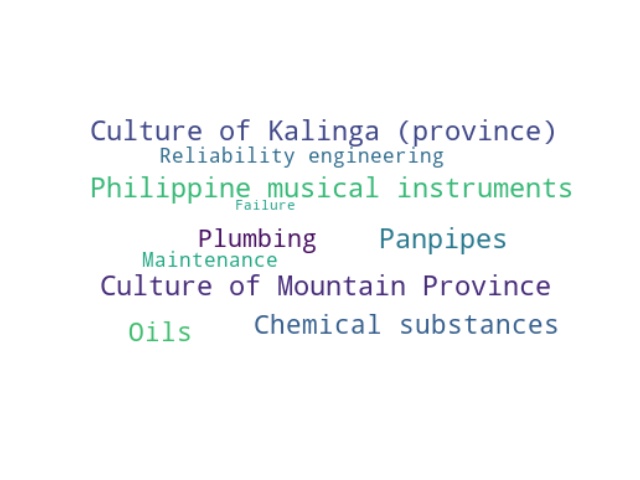 Culture of Kalinga (province)
Reliability engineering
Philippine musical instruments
Failure
Plumbing
Panpipes
Maintenance
Culture of Mountain Province
Oils
Chemical substances